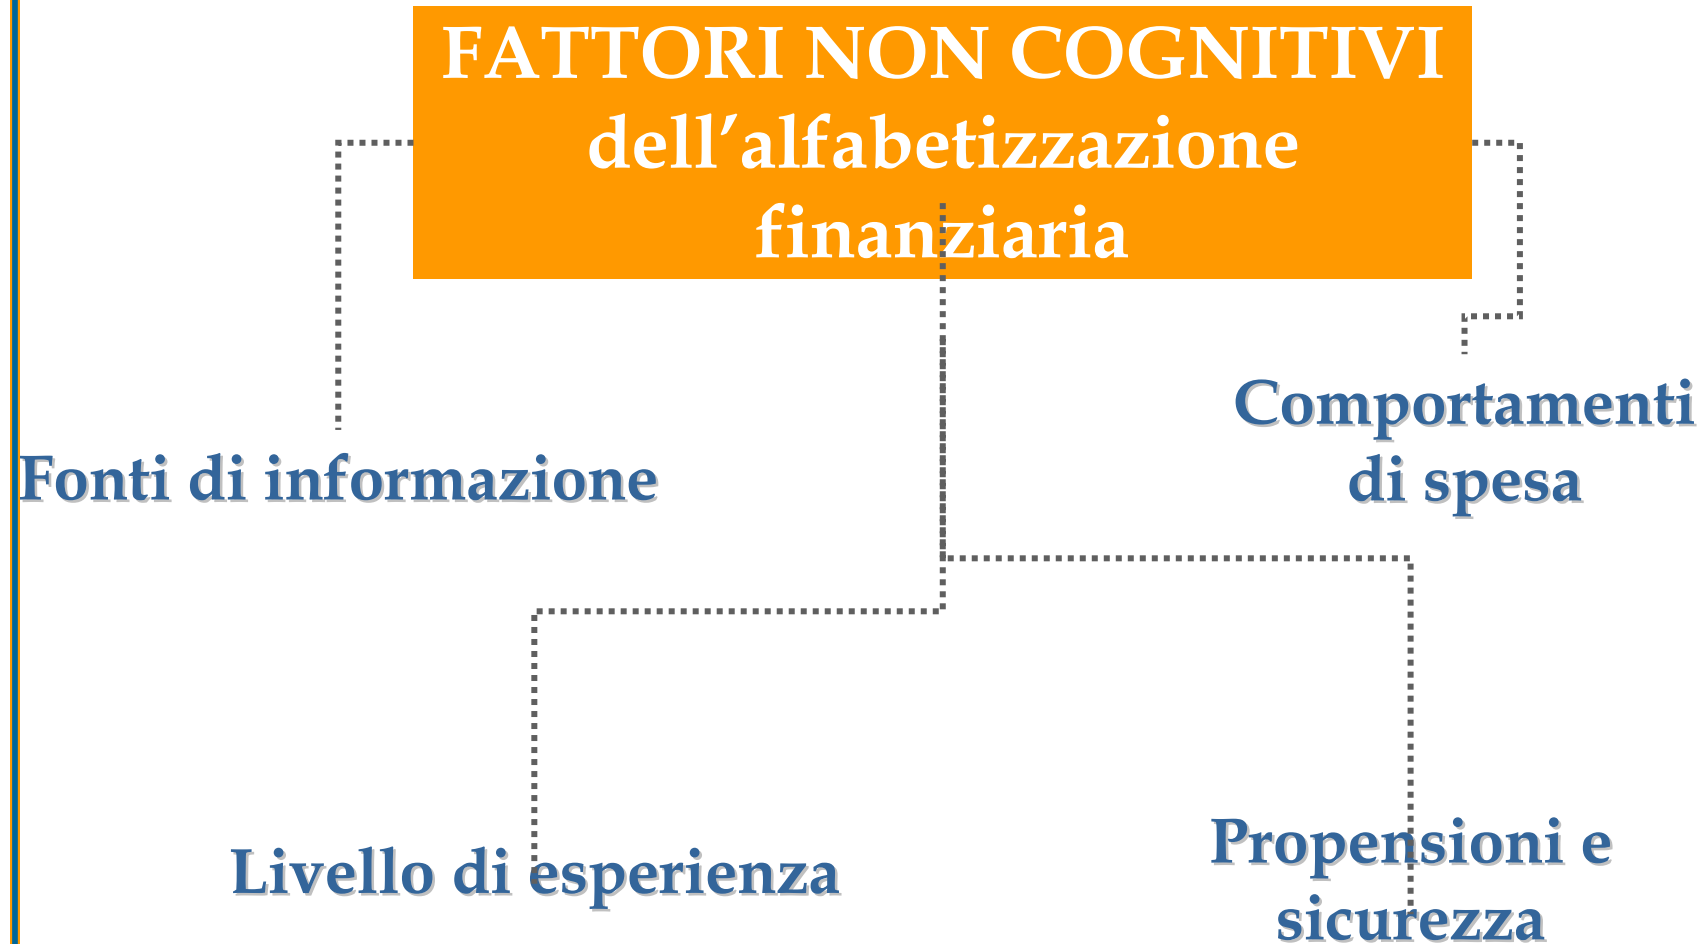 FATTORI NON COGNITIVI
dell’alfabetizzazione
finanziaria
Comportamenti
di spesa
Fonti di informazione
Livello di esperienza
Propensioni e
sicurezza